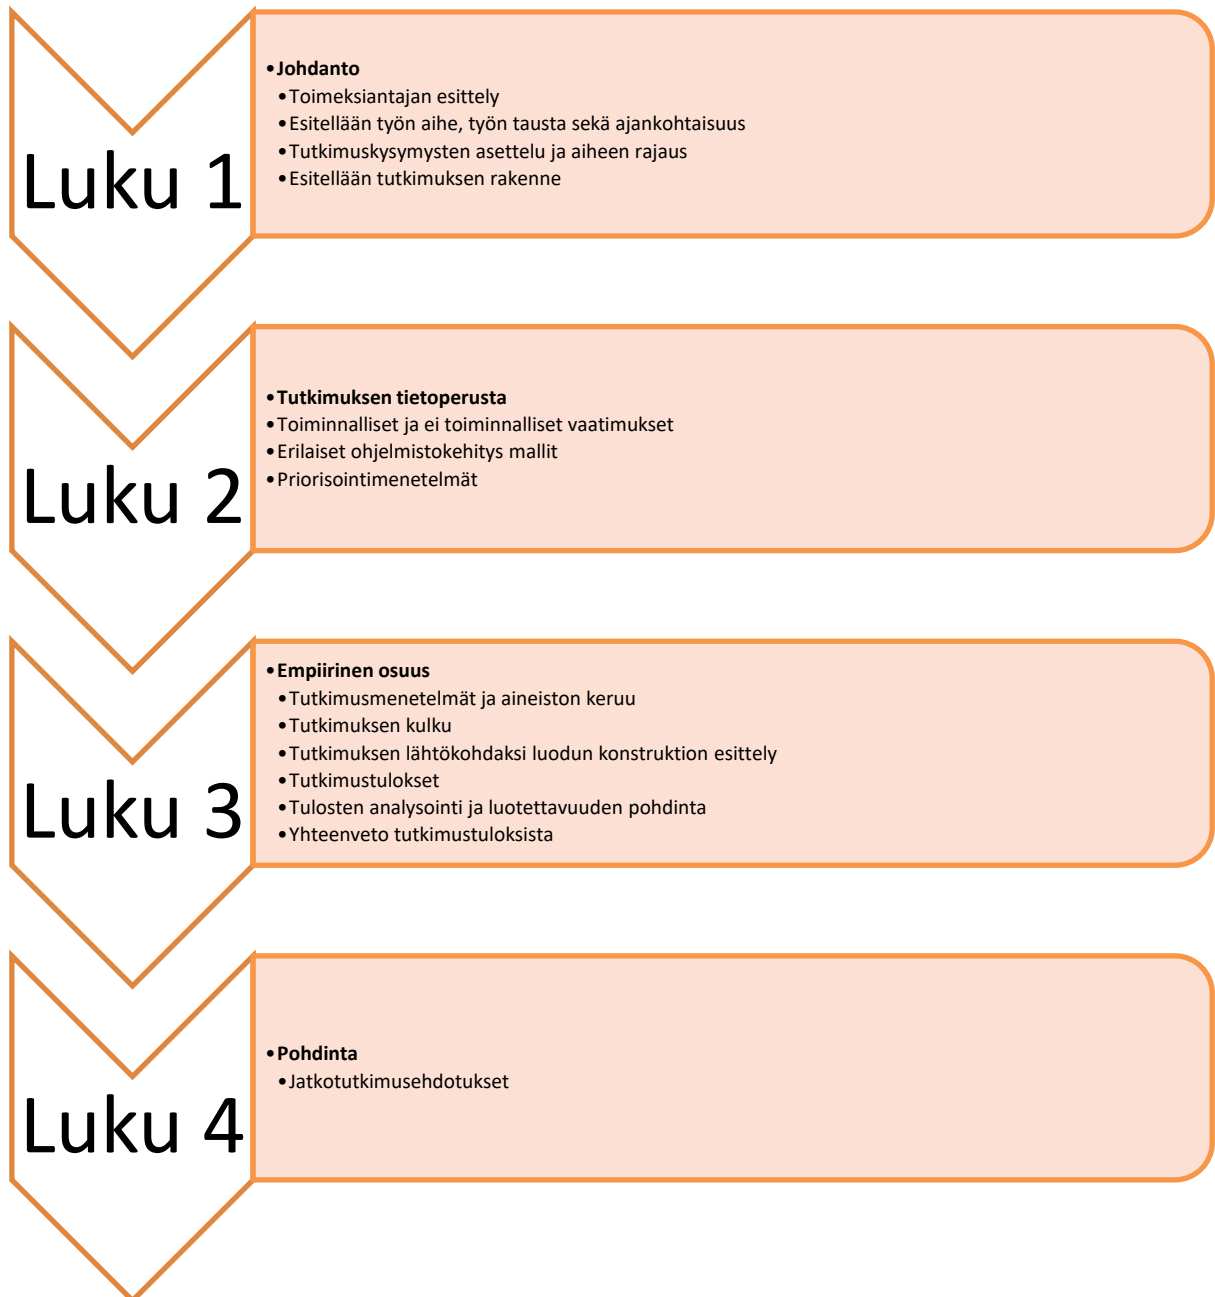 Luku 1
•Johdanto
•Toimeksiantajan esittely
•Esitellään työn aihe, työn tausta sekä ajankohtaisuus
•Tutkimuskysymysten asettelu ja aiheen rajaus
•Esitellään tutkimuksen rakenne
Luku 2
•Tutkimuksen tietoperusta
•Toiminnalliset ja ei toiminnalliset vaatimukset
•Erilaiset ohjelmistokehitys mallit
•Priorisointimenetelmät
Luku 3
•Empiirinen osuus
•Tutkimusmenetelmät ja aineiston keruu
•Tutkimuksen kulku
•Tutkimuksen lähtökohdaksi luodun konstruktion esittely
•Tutkimustulokset
•Tulosten analysointi ja luotettavuuden pohdinta
•Yhteenveto tutkimustuloksista
Luku 4
•Pohdinta
•Jatkotutkimusehdotukset